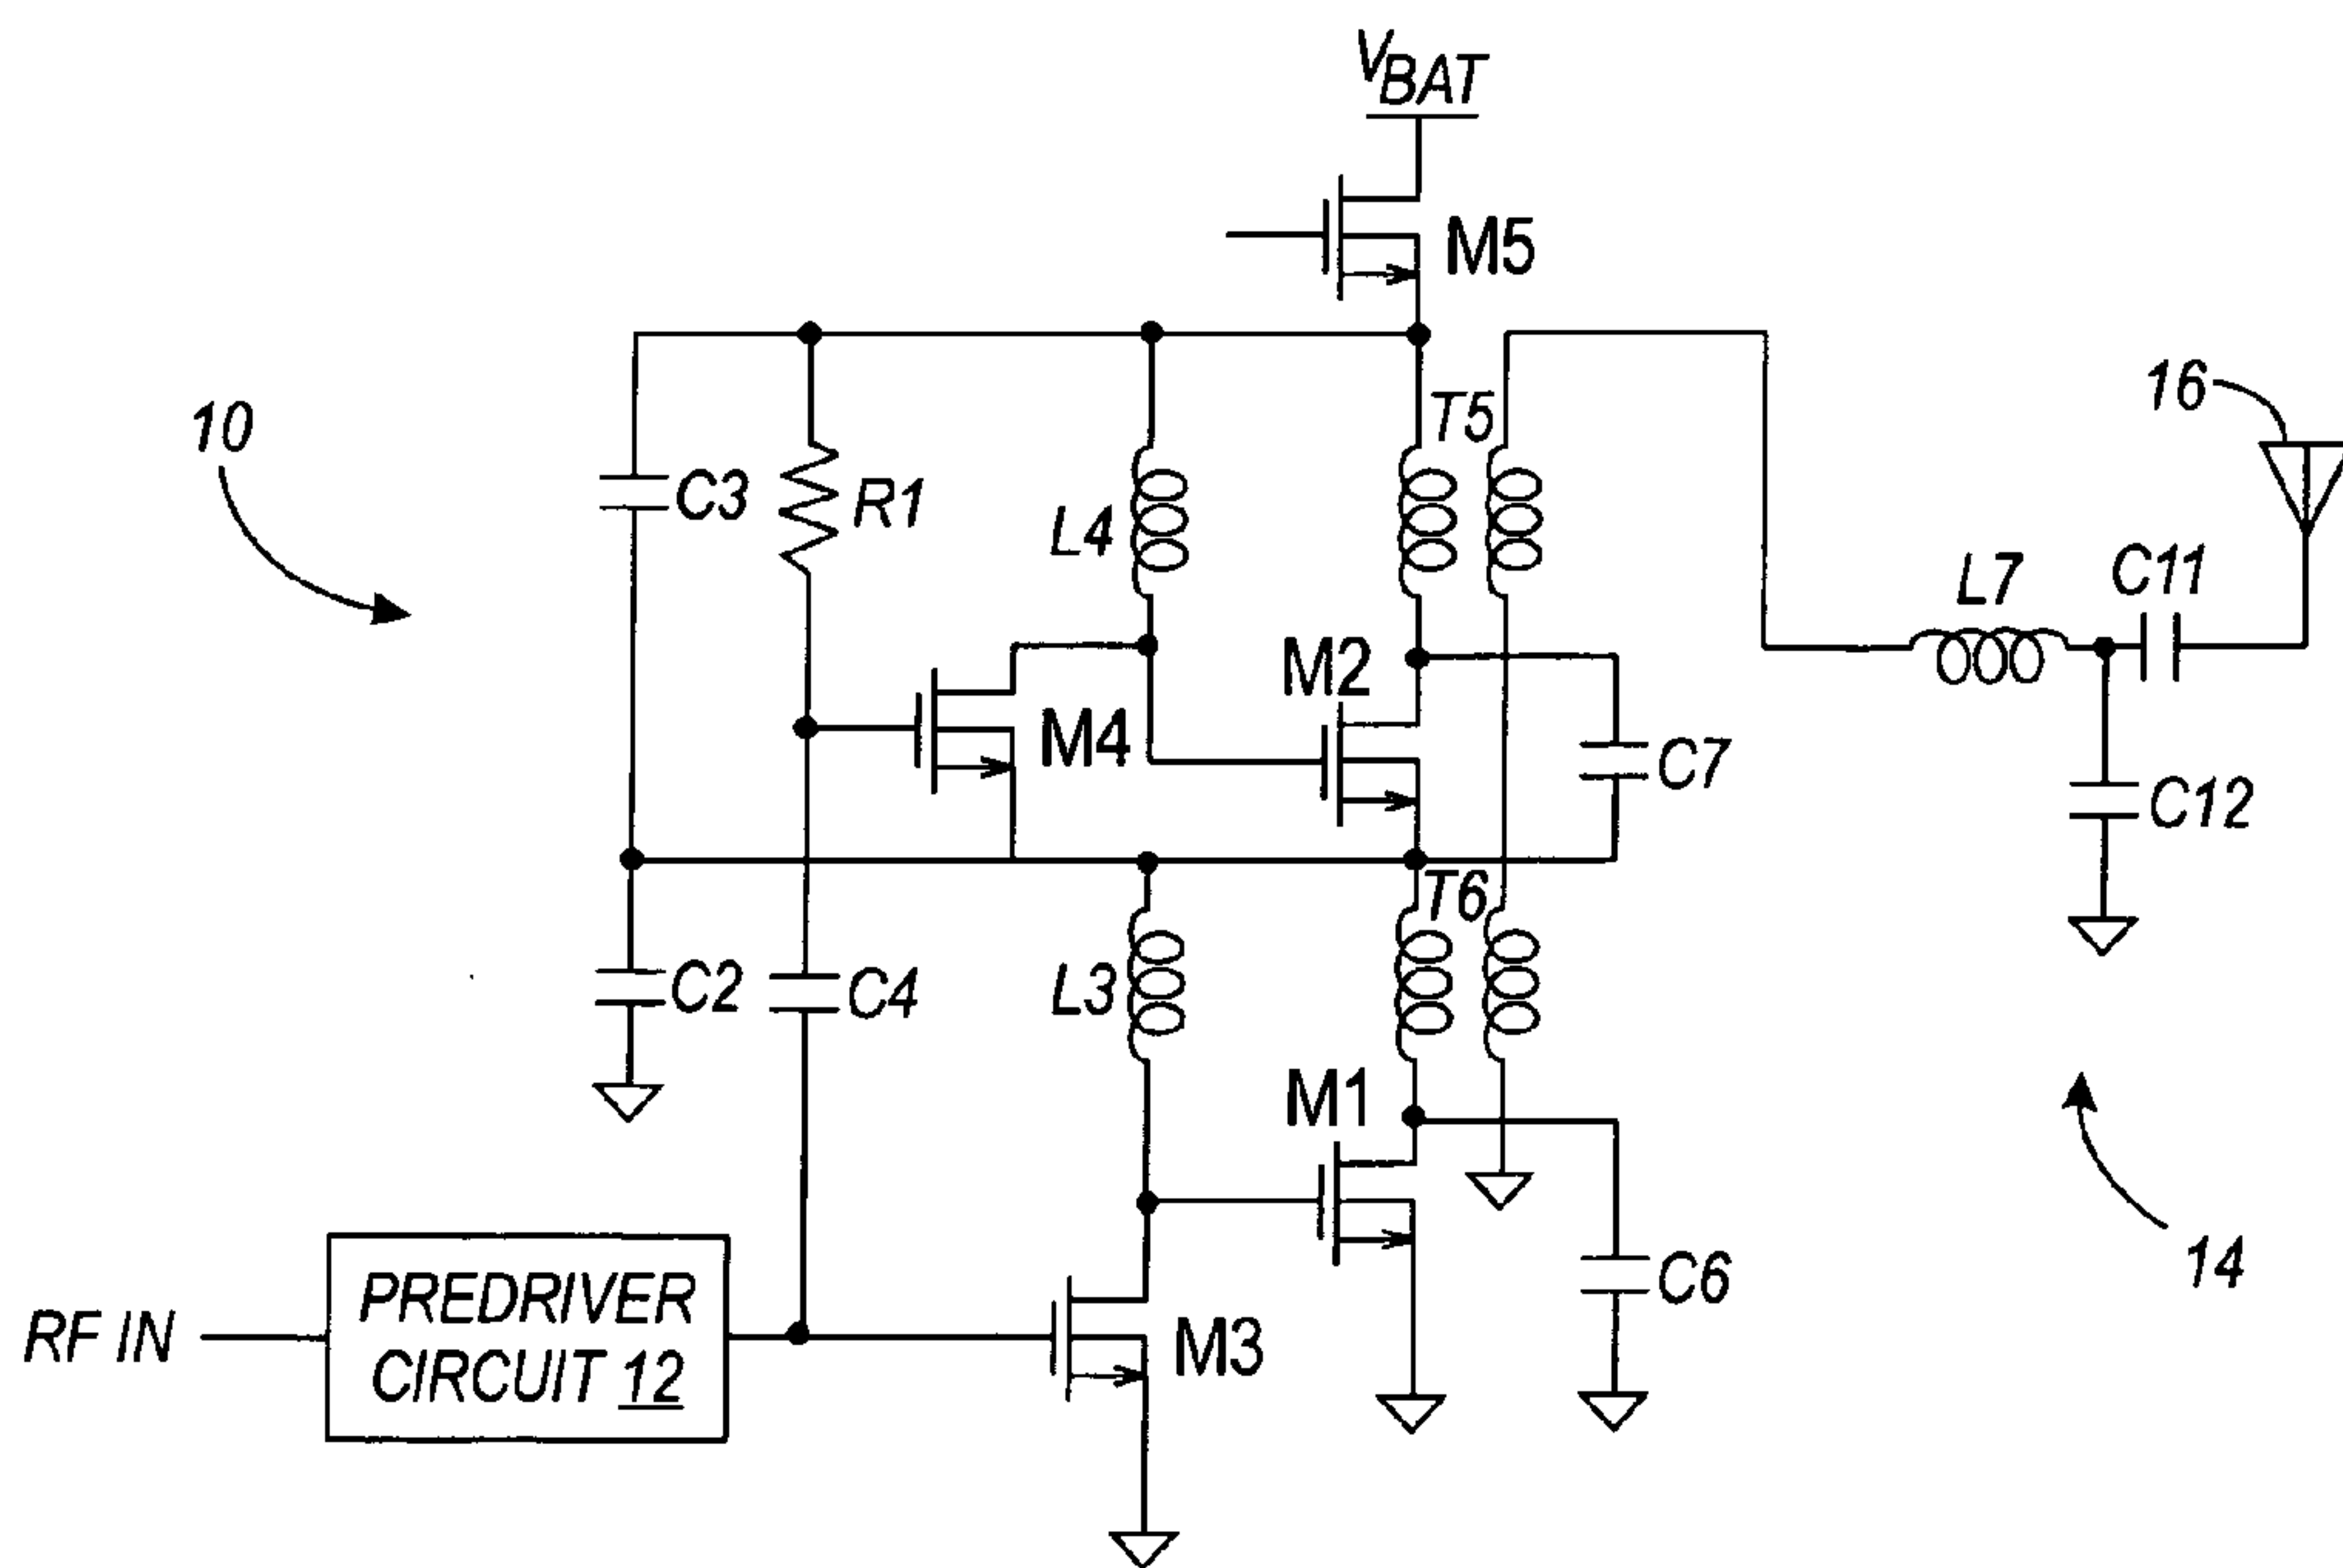 VBAT
M5
T5
16
10
C3
R1
L4
L7
C11
M2
M4
C7
C12
T6
C2
C4
L3
M1
14
C6
RF IN
PREDRIVER
CIRCUIT 12
M3